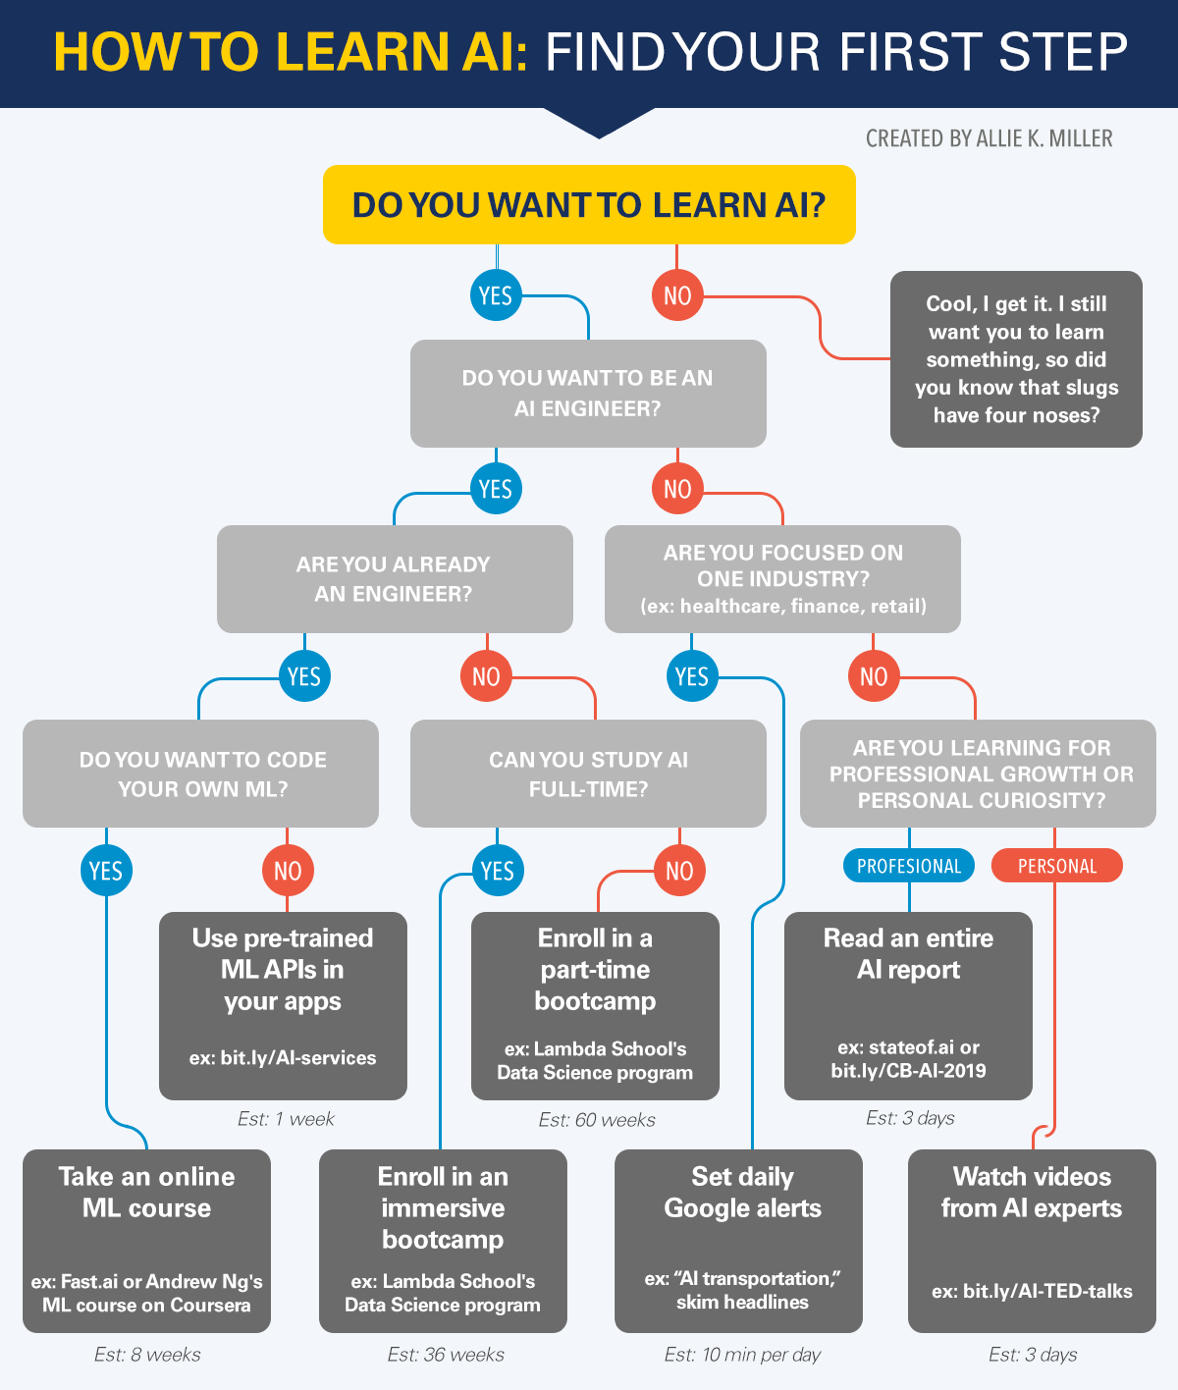 HOW TO LEARN AI: FIND YOUR FIRST STEP
CREATED BY ALLIE K. MILLER
DO YOU WANT TO LEARN AI?
YES
NO
Cool, I get it. I still
want you to learn
something, so did
you know that slugs
have four noses?
DO YOU WANT TO BE AN
AI ENGINEER?
YES
NO
ARE YOU ALREADY
AN ENGINEER?
ARE YOU FOCUSED ON
ONE INDUSTRY?
(ex: healthcare, finance, retail)
YES
NO
YES
NO
DO YOU WANT TO CODE
YOUR OWN ML?
CAN YOU STUDY AI
FULL-TIME?
ARE YOU LEARNING FOR
PROFESSIONAL GROWTH OR
PERSONAL CURIOSITY?
YES
NO
YES
NO
PROFESIONAL
PERSONAL
Use pre-trained
ML APIs in
your apps
ex: bit.ly/AI-services
Est: 1 week
Enroll in a
part-time
bootcamp
ex: Lambda School's
Data Science program
Est: 60 weeks
Read an entire
AI report
ex: stateof.ai or
bit.ly/CB-AI-2019
Est: 3 days
Take an online
ML course
ex: Fast.ai or Andrew Ng's
ML course on Coursera
Est: 8 weeks
Enroll in an
immersive
bootcamp
ex: Lambda School's
Data Science program
Est: 36 weeks
Set daily
Google alerts
ex: “AI transportation,”
skim headlines
Est: 10 min per day
Watch videos
from AI experts
ex: bit.ly/AI-TED-talks
Est: 3 days